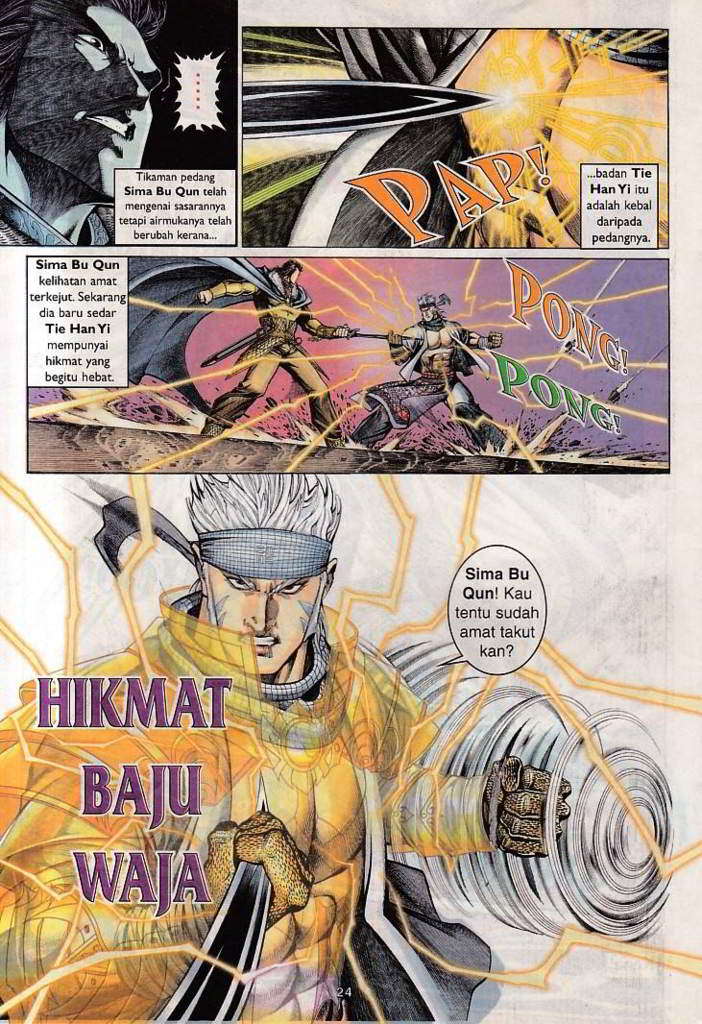 ......
Tikaman pedang
Sima Bu Qun telah
mengenai sasarannya
tetapi airmukanya telah
berubah kerana...
PAP!
...badan Tie
Han Yi itu
adalah kebal
daripada
pedangnya.
Sima Bu Qun
kelihatan amat
terkejut. Sekarang
dia baru sedar
Tie Han Yi
mempunyai
hikmat yang
begitu hebat.
PONG!
PONG!
Sima Bu
Qun! Kau
tentu sudah
amat takut
kan?
HIKMAT
BAJU
WAJA
24